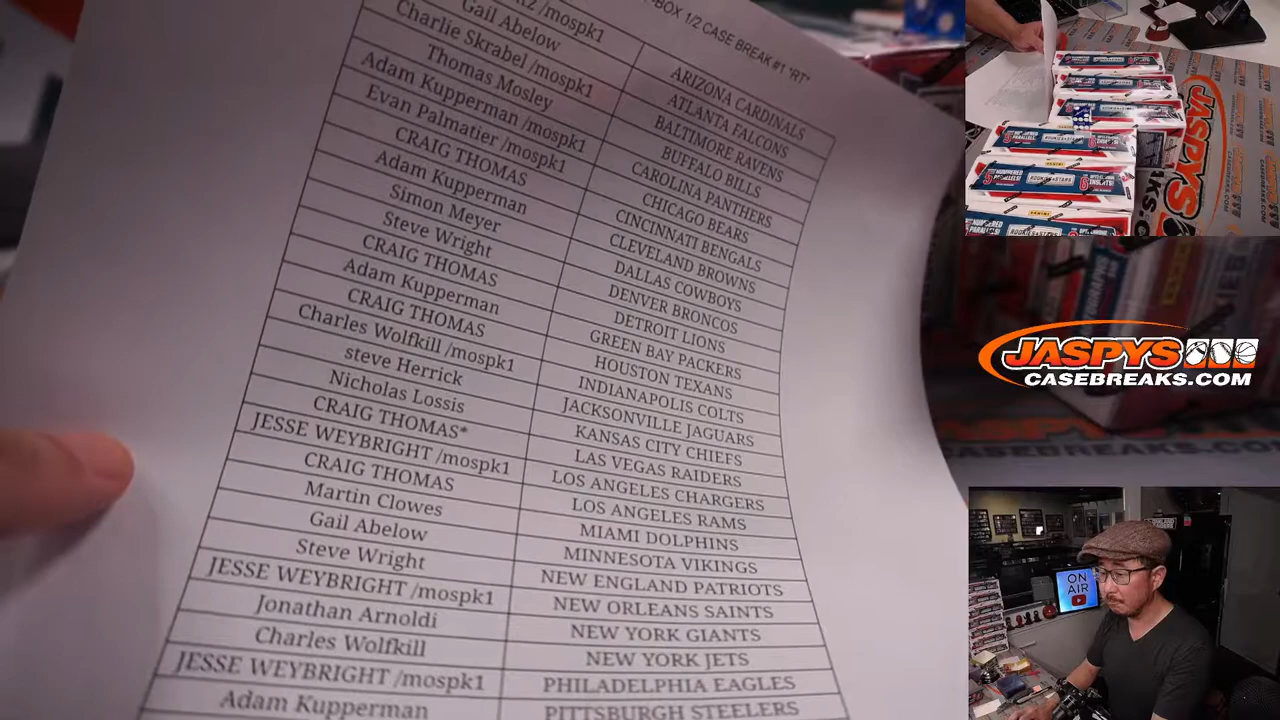 BOX 1/2 CASE BREAK #1 "RT"
/mospk1 ARIZONA CARDINALS
Gail Abelow ATLANTA FALCONS
Charlie Skrabel /mospk1 BALTIMORE RAVENS
Thomas Mosley BUFFALO BILLS
Adam Kupperman /mospk1 CAROLINA PANTHERS
Evan Parmatier /mospk1 CHICAGO BEARS
CRAIG THOMAS CINCINNATI BENGALS
Adam Kupperman CLEVELAND BROWNS
Simon Meyer DALLAS COWBOYS
Steve Wright DENVER BRONCOS
CRAIG THOMAS DETROIT LIONS
Adam Kupperman GREEN BAY PACKERS
CRAIG THOMAS HOUSTON TEXANS
Charles Wolfkill /mospk1 INDIANAPOLIS COLTS
steve Herrick JACKSONVILLE JAGUARS
Nicholas Lossis KANSAS CITY CHIEFS
CRAIG THOMAS* LAS VEGAS RAIDERS
JESSE WEYBRIGHT /mospk1 LOS ANGELES CHARGERS
CRAIG THOMAS LOS ANGELES RAMS
Martin Clowes MIAMI DOLPHINS
Gail Abelow MINNESOTA VIKINGS
Steve Wright NEW ENGLAND PATRIOTS
JESSE WEYBRIGHT /mospk1 NEW ORLEANS SAINTS
Jonathan Arnoldi NEW YORK GIANTS
Charles Wolfkill NEW YORK JETS
JESSE WEYBRIGHT /mospk1 PHILADELPHIA EAGLES
Adam Kupperman PITTSBURGH STEELERS
JASPYS
JASPYS
CASEBREAKS.COM
ON
AIR